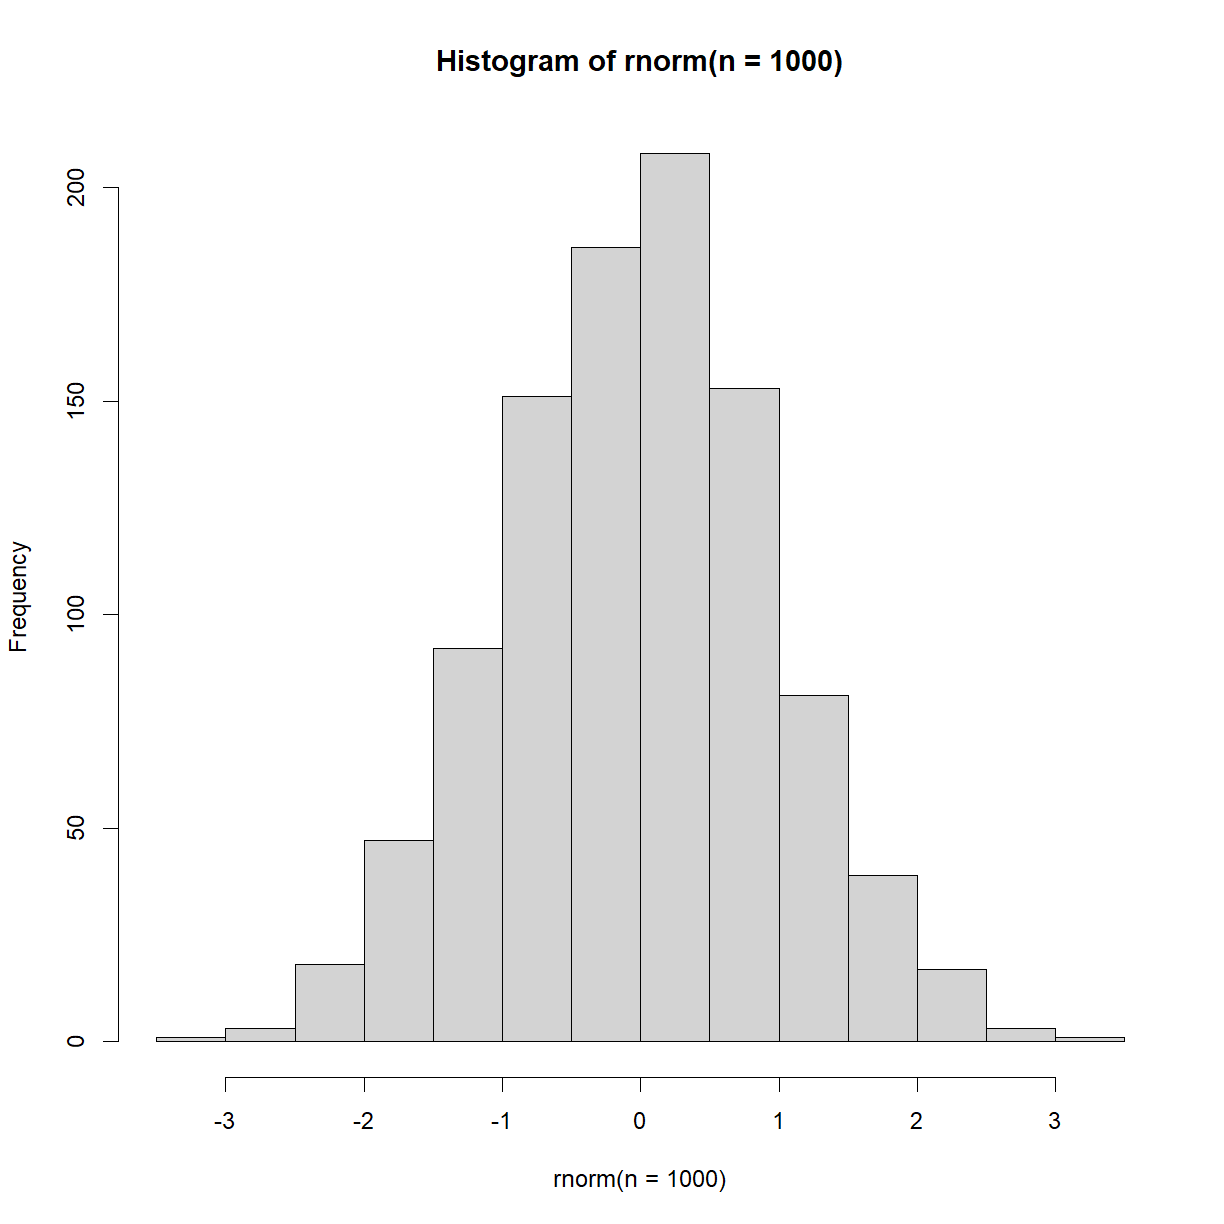 Histogram of rnorm(n = 1000)
Frequency
200
150
100
50
0
-3 -2 -1 0 1 2 3
rnorm(n = 1000)